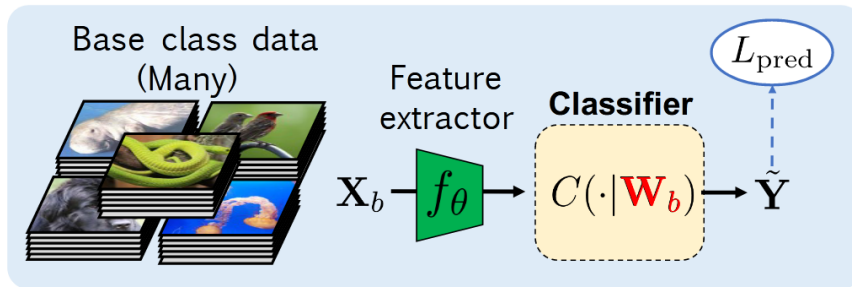 Base class data
(Many)
Feature
extractor
Classifier
L_pred
X_b
f_θ
C(·|W_b)
Ỹ